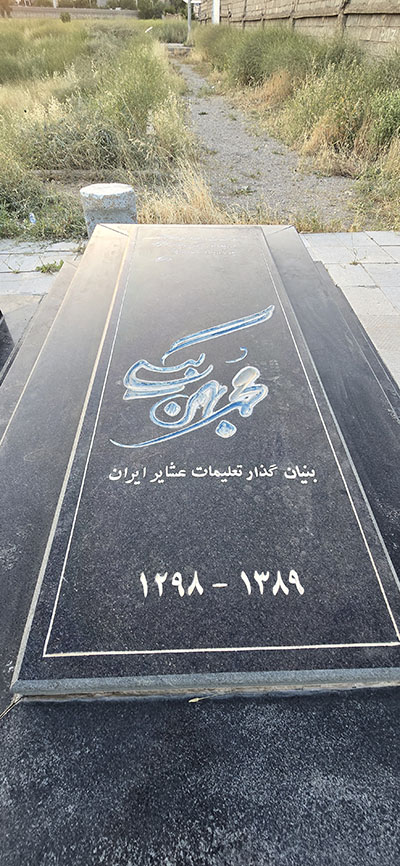 محمد بهمن بیگی
بنیان گذار تعلیمات عشایر ایران
۱۲۹۸ - ۱۳۸۹